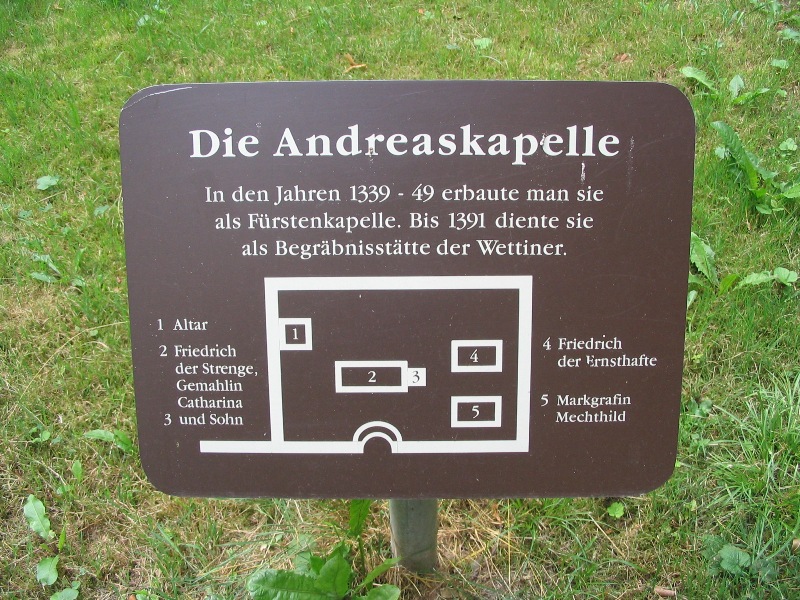 Die Andreaskapelle
In den Jahren 1339 - 49 erbaute man sie
als Fürstenkapelle. Bis 1391 diente sie
als Begräbnisstätte der Wettiner.
1 Altar
2 Friedrich
der Strenge,
Gemahlin
Catharina
3 und Sohn
1
2
3
4
5
4 Friedrich
der Ernsthafte
5 Markgrafin
Mechthild